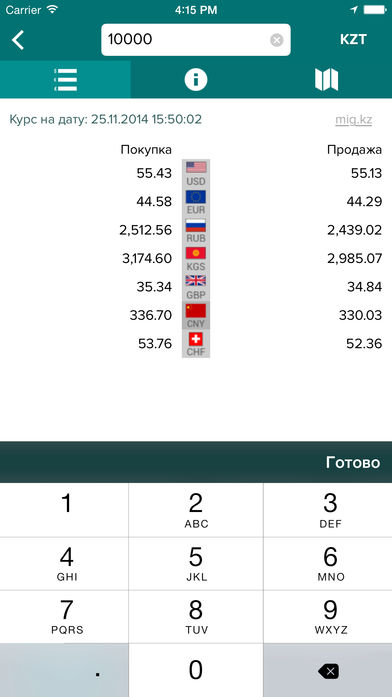 Carrier 4:15 PM
10000 KZT
Курс на дату: 25.11.2014 15:50:02 mig.kz
Покупка Продажа
55.43 USD 55.13
44.58 EUR 44.29
2,512.56 RUB 2,439.02
3,174.60 KGS 2,985.07
35.34 GBP 34.84
336.70 CNY 330.03
53.76 CHF 52.36
Готово
1 2 3
ABC DEF
4 5 6
GHI JKL MNO
7 8 9
PQRS TUV WXYZ
. 0